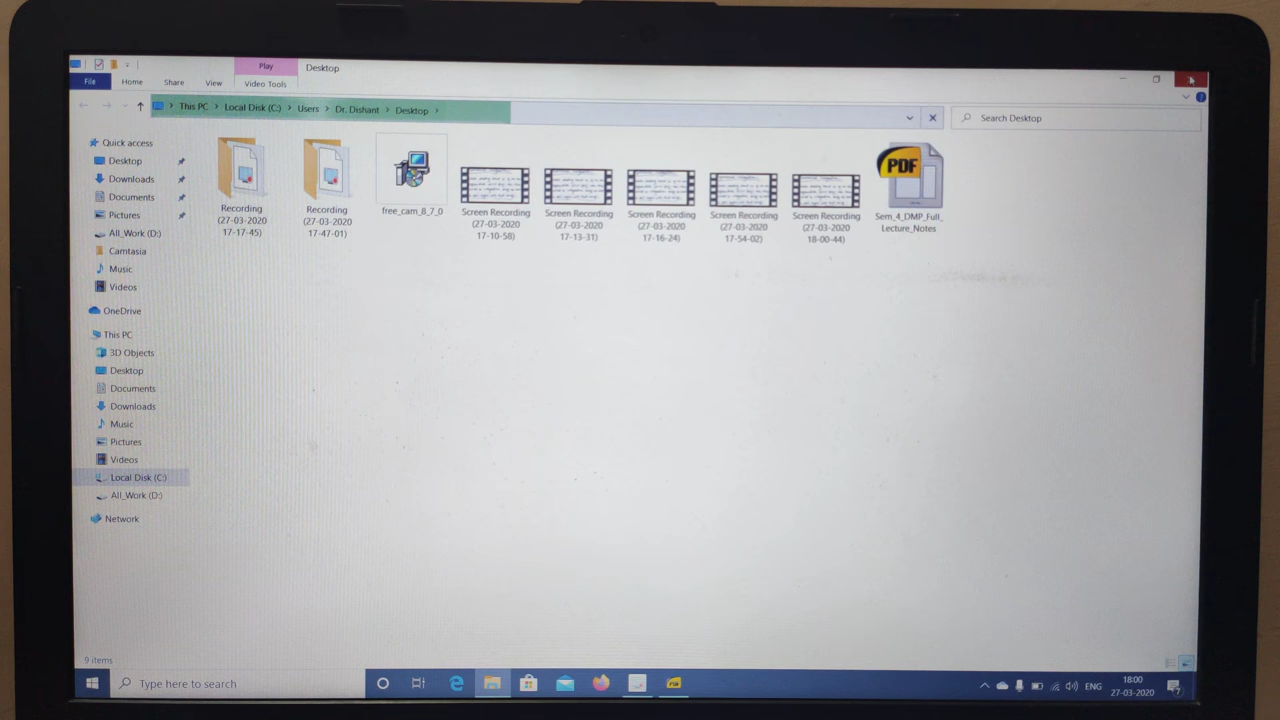 Play
Desktop
File
Home
Share
View
Video Tools
This PC
Local Disk (C:)
Users
Dr. Dishant
Desktop
Search Desktop
Quick access
Desktop
Downloads
Documents
Pictures
All_Work (D:)
Camtasia
Music
Videos
OneDrive
This PC
3D Objects
Desktop
Documents
Downloads
Music
Pictures
Videos
Local Disk (C:)
All_Work (D:)
Network
Recording
(27-03-2020
17-17-45)
Recording
(27-03-2020
17-47-01)
free_cam_8_7_0
Screen Recording
(27-03-2020
17-10-58)
Screen Recording
(27-03-2020
17-13-31)
Screen Recording
(27-03-2020
17-16-24)
Screen Recording
(27-03-2020
17-54-02)
Screen Recording
(27-03-2020
18-00-44)
PDF
Sem_4_DMP_Full_
Lecture_Notes
9 items
Type here to search
ENG
18:00
27-03-2020
7